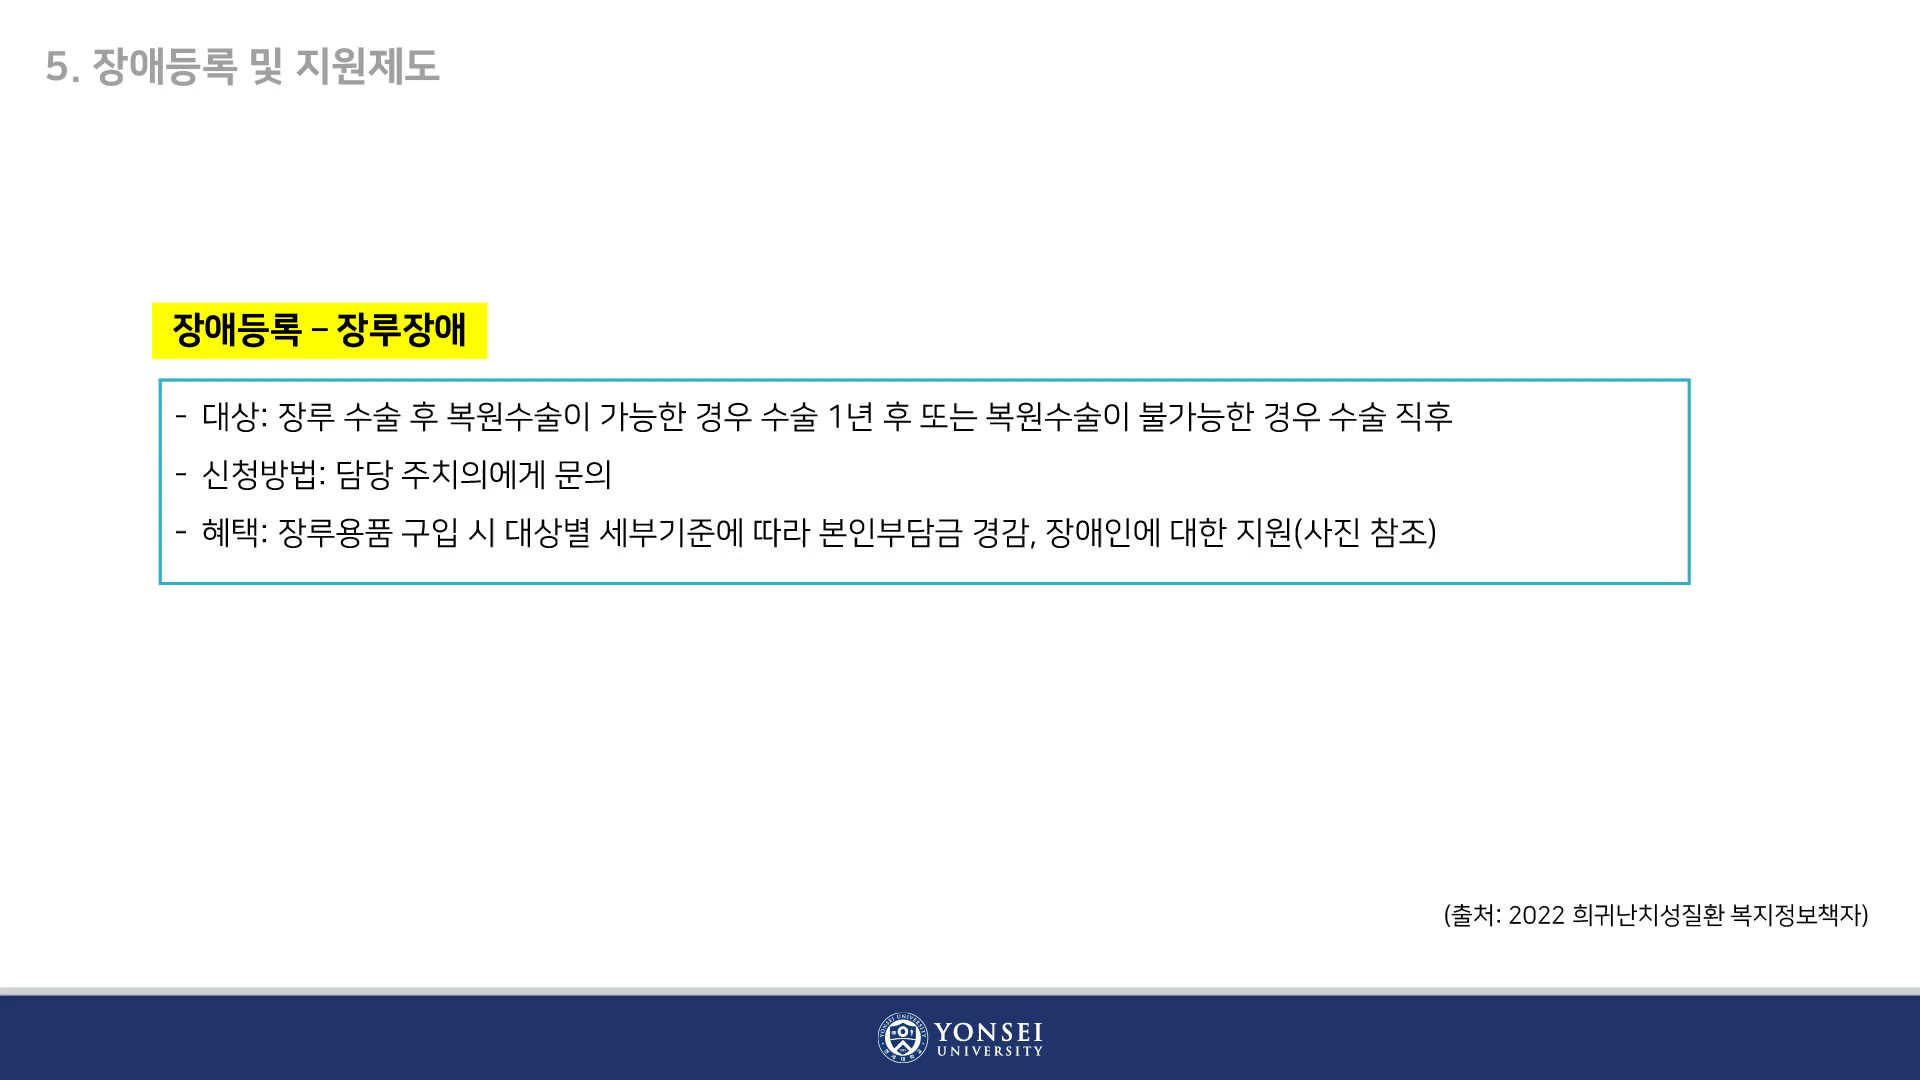 5. 장애등록 및 지원제도
장애등록 – 장루장애
- 대상: 장루 수술 후 복원수술이 가능한 경우 수술 1년 후 또는 복원수술이 불가능한 경우 수술 직후
- 신청방법: 담당 주치의에게 문의
- 혜택: 장루용품 구입 시 대상별 세부기준에 따라 본인부담금 경감, 장애인에 대한 지원(사진 참조)
(출처: 2022 희귀난치성질환 복지정보책자)
YONSEI
UNIVERSITY